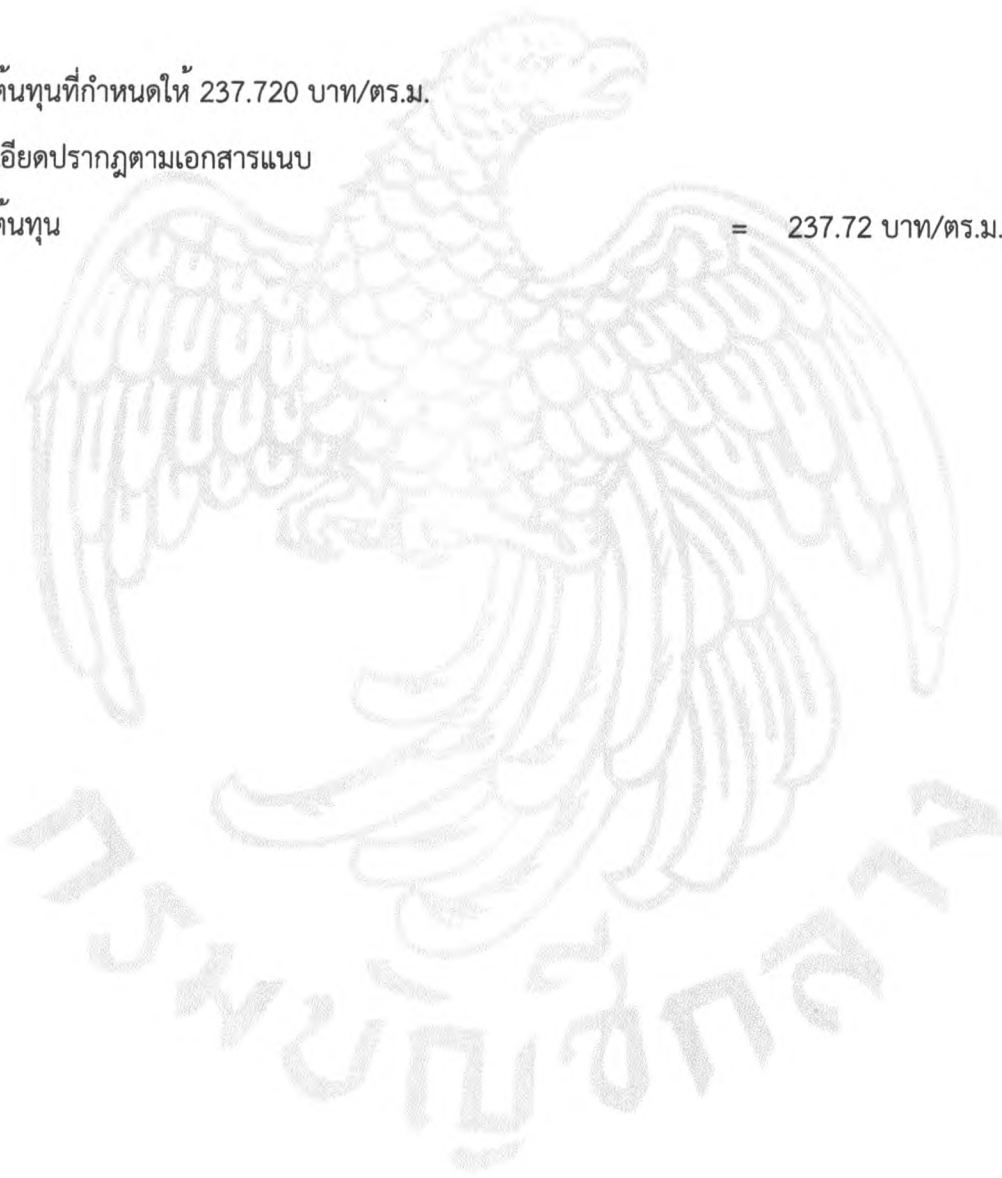 ต้นทุนที่กำหนดให้ 237.720 บาท/ตร.ม.
เอียดปรากฎตามเอกสารแนบ
ต้นทุน = 237.72 บาท/ตร.ม.
กรมบัญชีกลาง